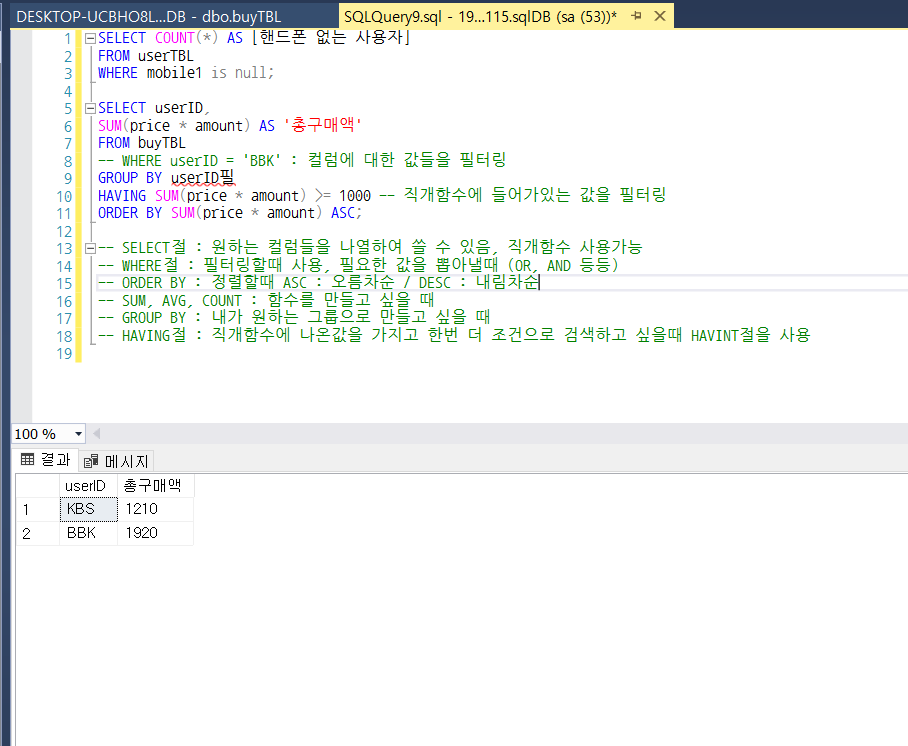 DESKTOP-UCBHO8L...DB - dbo.buyTBL
SQLQuery9.sql - 19...115.sqlDB (sa (53))*
1 SELECT COUNT(*) AS [핸드폰 없는 사용자]
2 FROM userTBL
3 WHERE mobile1 is null;
4
5 SELECT userID,
6 SUM(price * amount) AS '총구매액'
7 FROM buyTBL
8 -- WHERE userID = 'BBK' : 컬럼에 대한 값들을 필터링
9 GROUP BY userID필
10 HAVING SUM(price * amount) >= 1000 -- 직개함수에 들어가있는 값을 필터링
11 ORDER BY SUM(price * amount) ASC;
12
13 -- SELECT절 : 원하는 컬럼들을 나열하여 쓸 수 있음, 직개함수 사용가능
14 -- WHERE절 : 필터링할때 사용, 필요한 값을 뽑아낼때 (OR, AND 등등)
15 -- ORDER BY : 정렬할때 ASC : 오름차순 / DESC : 내림차순
16 -- SUM, AVG, COUNT : 함수를 만들고 싶을 때
17 -- GROUP BY : 내가 원하는 그룹으로 만들고 싶을 때
18 -- HAVING절 : 직개함수에 나온값을 가지고 한번 더 조건으로 검색하고 싶을때 HAVINT절을 사용
19
100 %
결과 메시지
userID 총구매액
1 KBS 1210
2 BBK 1920